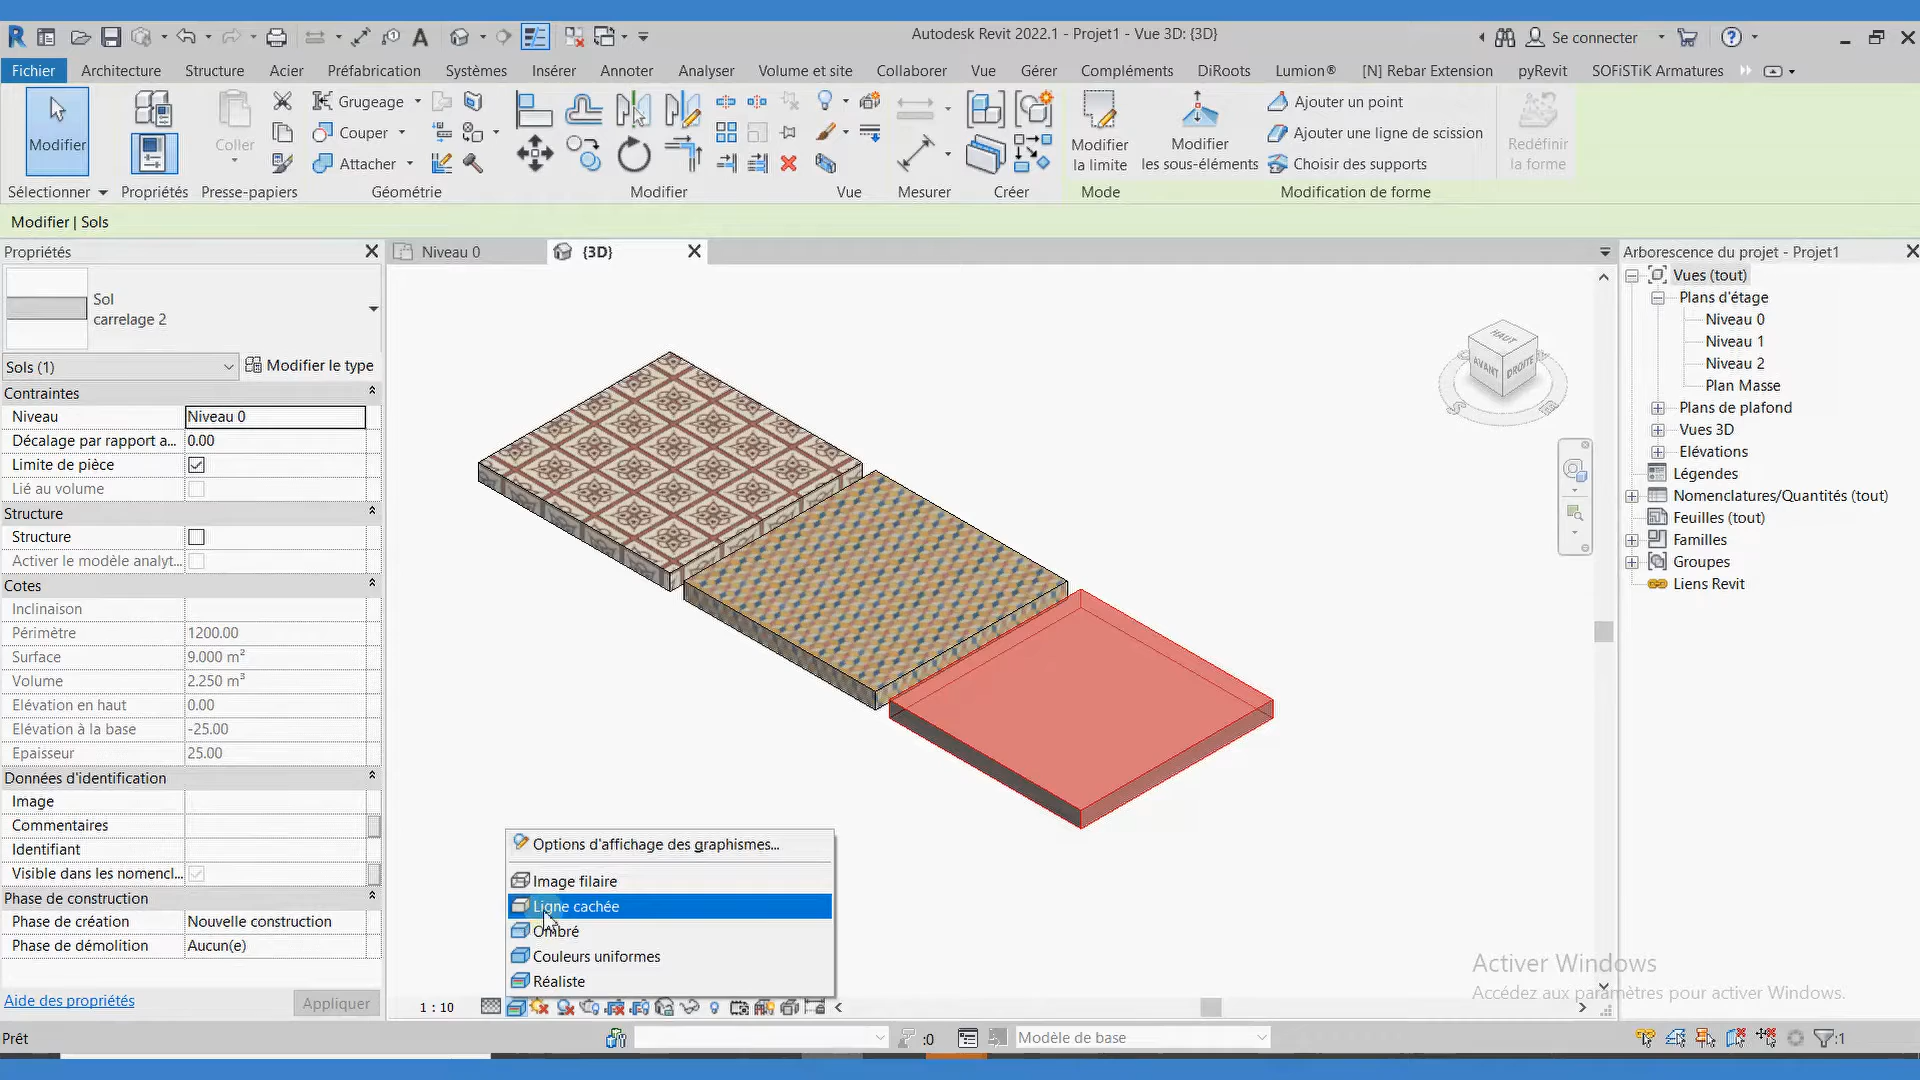 Autodesk Revit 2022.1 - Projet1 - Vue 3D: {3D}
Se connecter
Fichier Architecture Structure Acier Préfabrication Systèmes Insérer Annoter Analyser Volume et site Collaborer Vue Gérer Compléments DiRoots Lumion® [N] Rebar Extension pyRevit SOFiSTiK Armatures
Modifier
Coller
Grugeage
Couper
Attacher
Modifier
la limite
Modifier
les sous-éléments
Ajouter un point
Ajouter une ligne de scission
Choisir des supports
Redéfinir
la forme
Sélectionner Propriétés Presse-papiers Géométrie Modifier Vue Mesurer Créer Mode Modification de forme
Modifier | Sols
Propriétés
Sol
carrelage 2
Sols (1)
Modifier le type
Contraintes
Niveau Niveau 0
Décalage par rapport a... 0.00
Limite de pièce
Lié au volume
Structure
Structure
Activer le modèle analyt...
Cotes
Inclinaison
Périmètre 1200.00
Surface 9.000 m²
Volume 2.250 m³
Elévation en haut 0.00
Elévation à la base -25.00
Epaisseur 25.00
Données d'identification
Image
Commentaires
Identifiant
Visible dans les nomencl...
Phase de construction
Phase de création Nouvelle construction
Phase de démolition Aucun(e)
Aide des propriétés
Appliquer
Niveau 0
{3D}
HAUT
AVANT
DROITE
Options d'affichage des graphismes...
Image filaire
Ligne cachée
Ombré
Couleurs uniformes
Réaliste
1 : 10
Arborescence du projet - Projet1
Vues (tout)
Plans d'étage
Niveau 0
Niveau 1
Niveau 2
Plan Masse
Plans de plafond
Vues 3D
Elévations
Légendes
Nomenclatures/Quantités (tout)
Feuilles (tout)
Familles
Groupes
Liens Revit
Activer Windows
Accédez aux paramètres pour activer Windows.
Prêt
:0
Modèle de base
:1